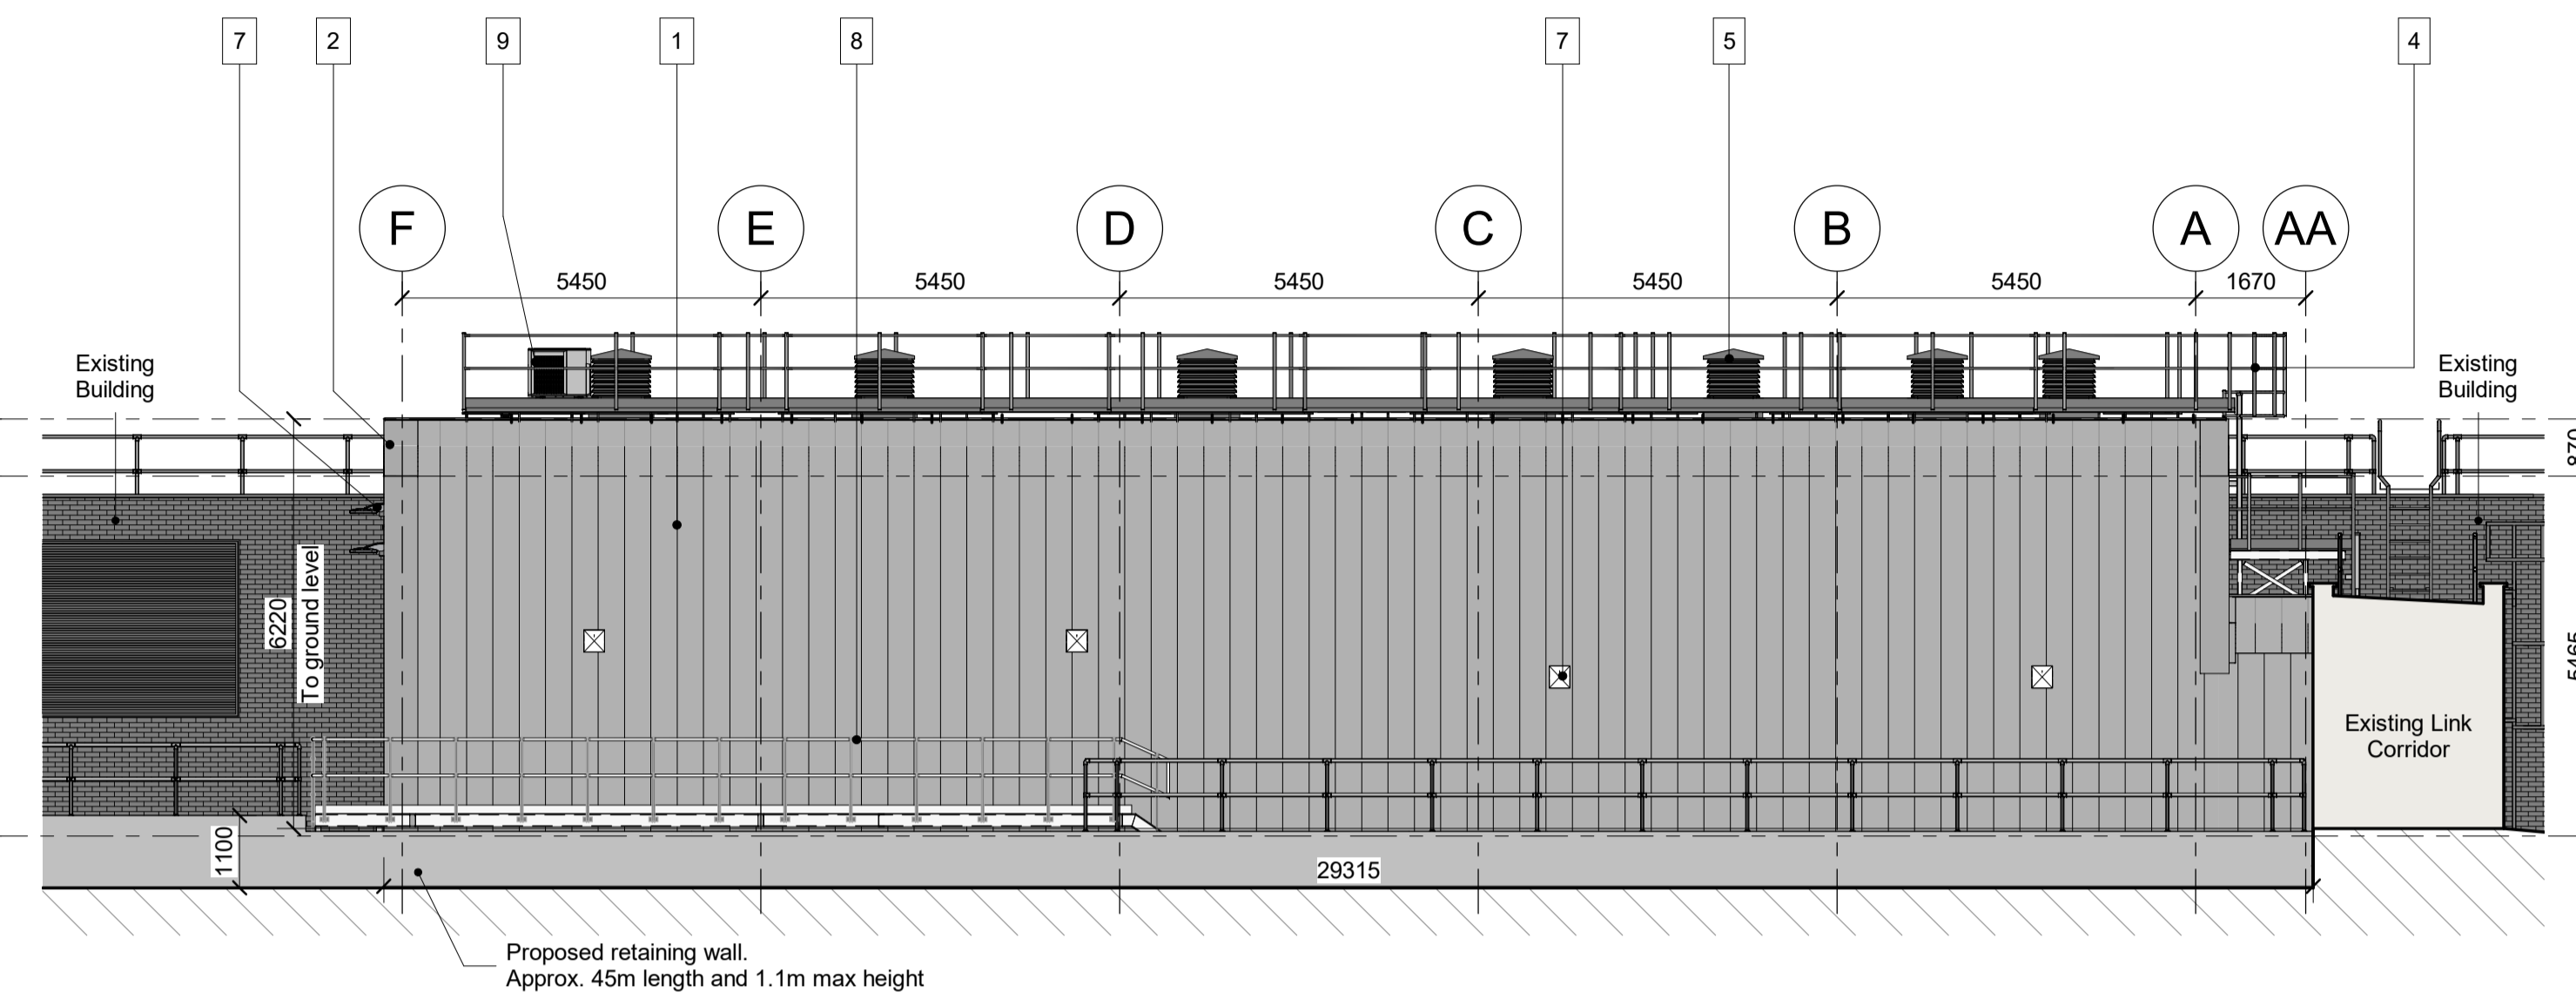 7 2 9 1 8 7 5 4
F E D C B A AA
5450 5450 5450 5450 5450 1670
Existing
Building
Existing
Building
870
6220
To ground level
5465
Existing Link
Corridor
1100
29315
Proposed retaining wall.
Approx. 45m length and 1.1m max height